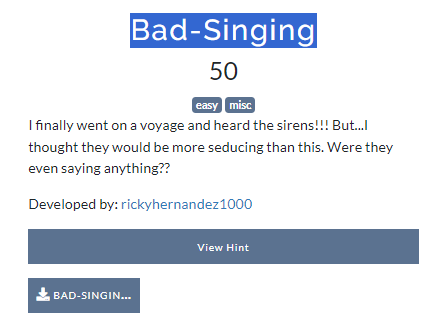 Bad-Singing
50
easy misc
I finally went on a voyage and heard the sirens!!! But...I
thought they would be more seducing than this. Were they
even saying anything??
Developed by: rickyhernandez1000
View Hint
BAD-SINGIN...